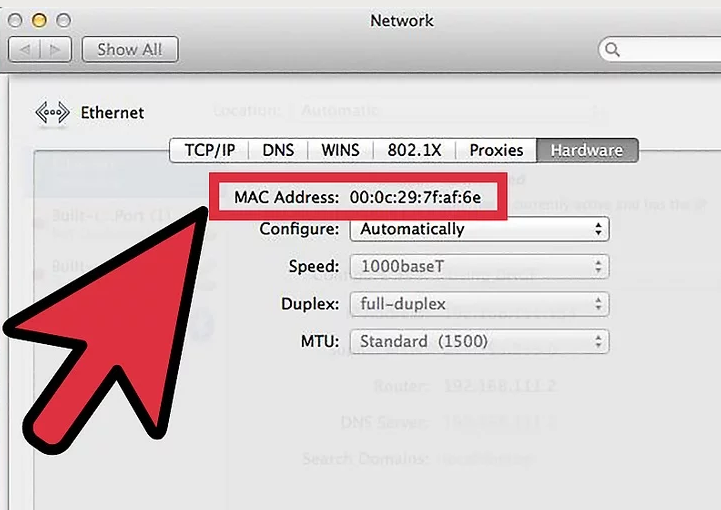 Network
Show All
Ethernet
Location: Automatic
TCP/IP DNS WINS 802.1X Proxies Hardware
MAC Address: 00:0c:29:7f:af:6e
Configure: Automatically
Speed: 1000baseT
Duplex: full-duplex
MTU: Standard (1500)
Router: 192.168.111.2
DNS Server:
Search Domains: